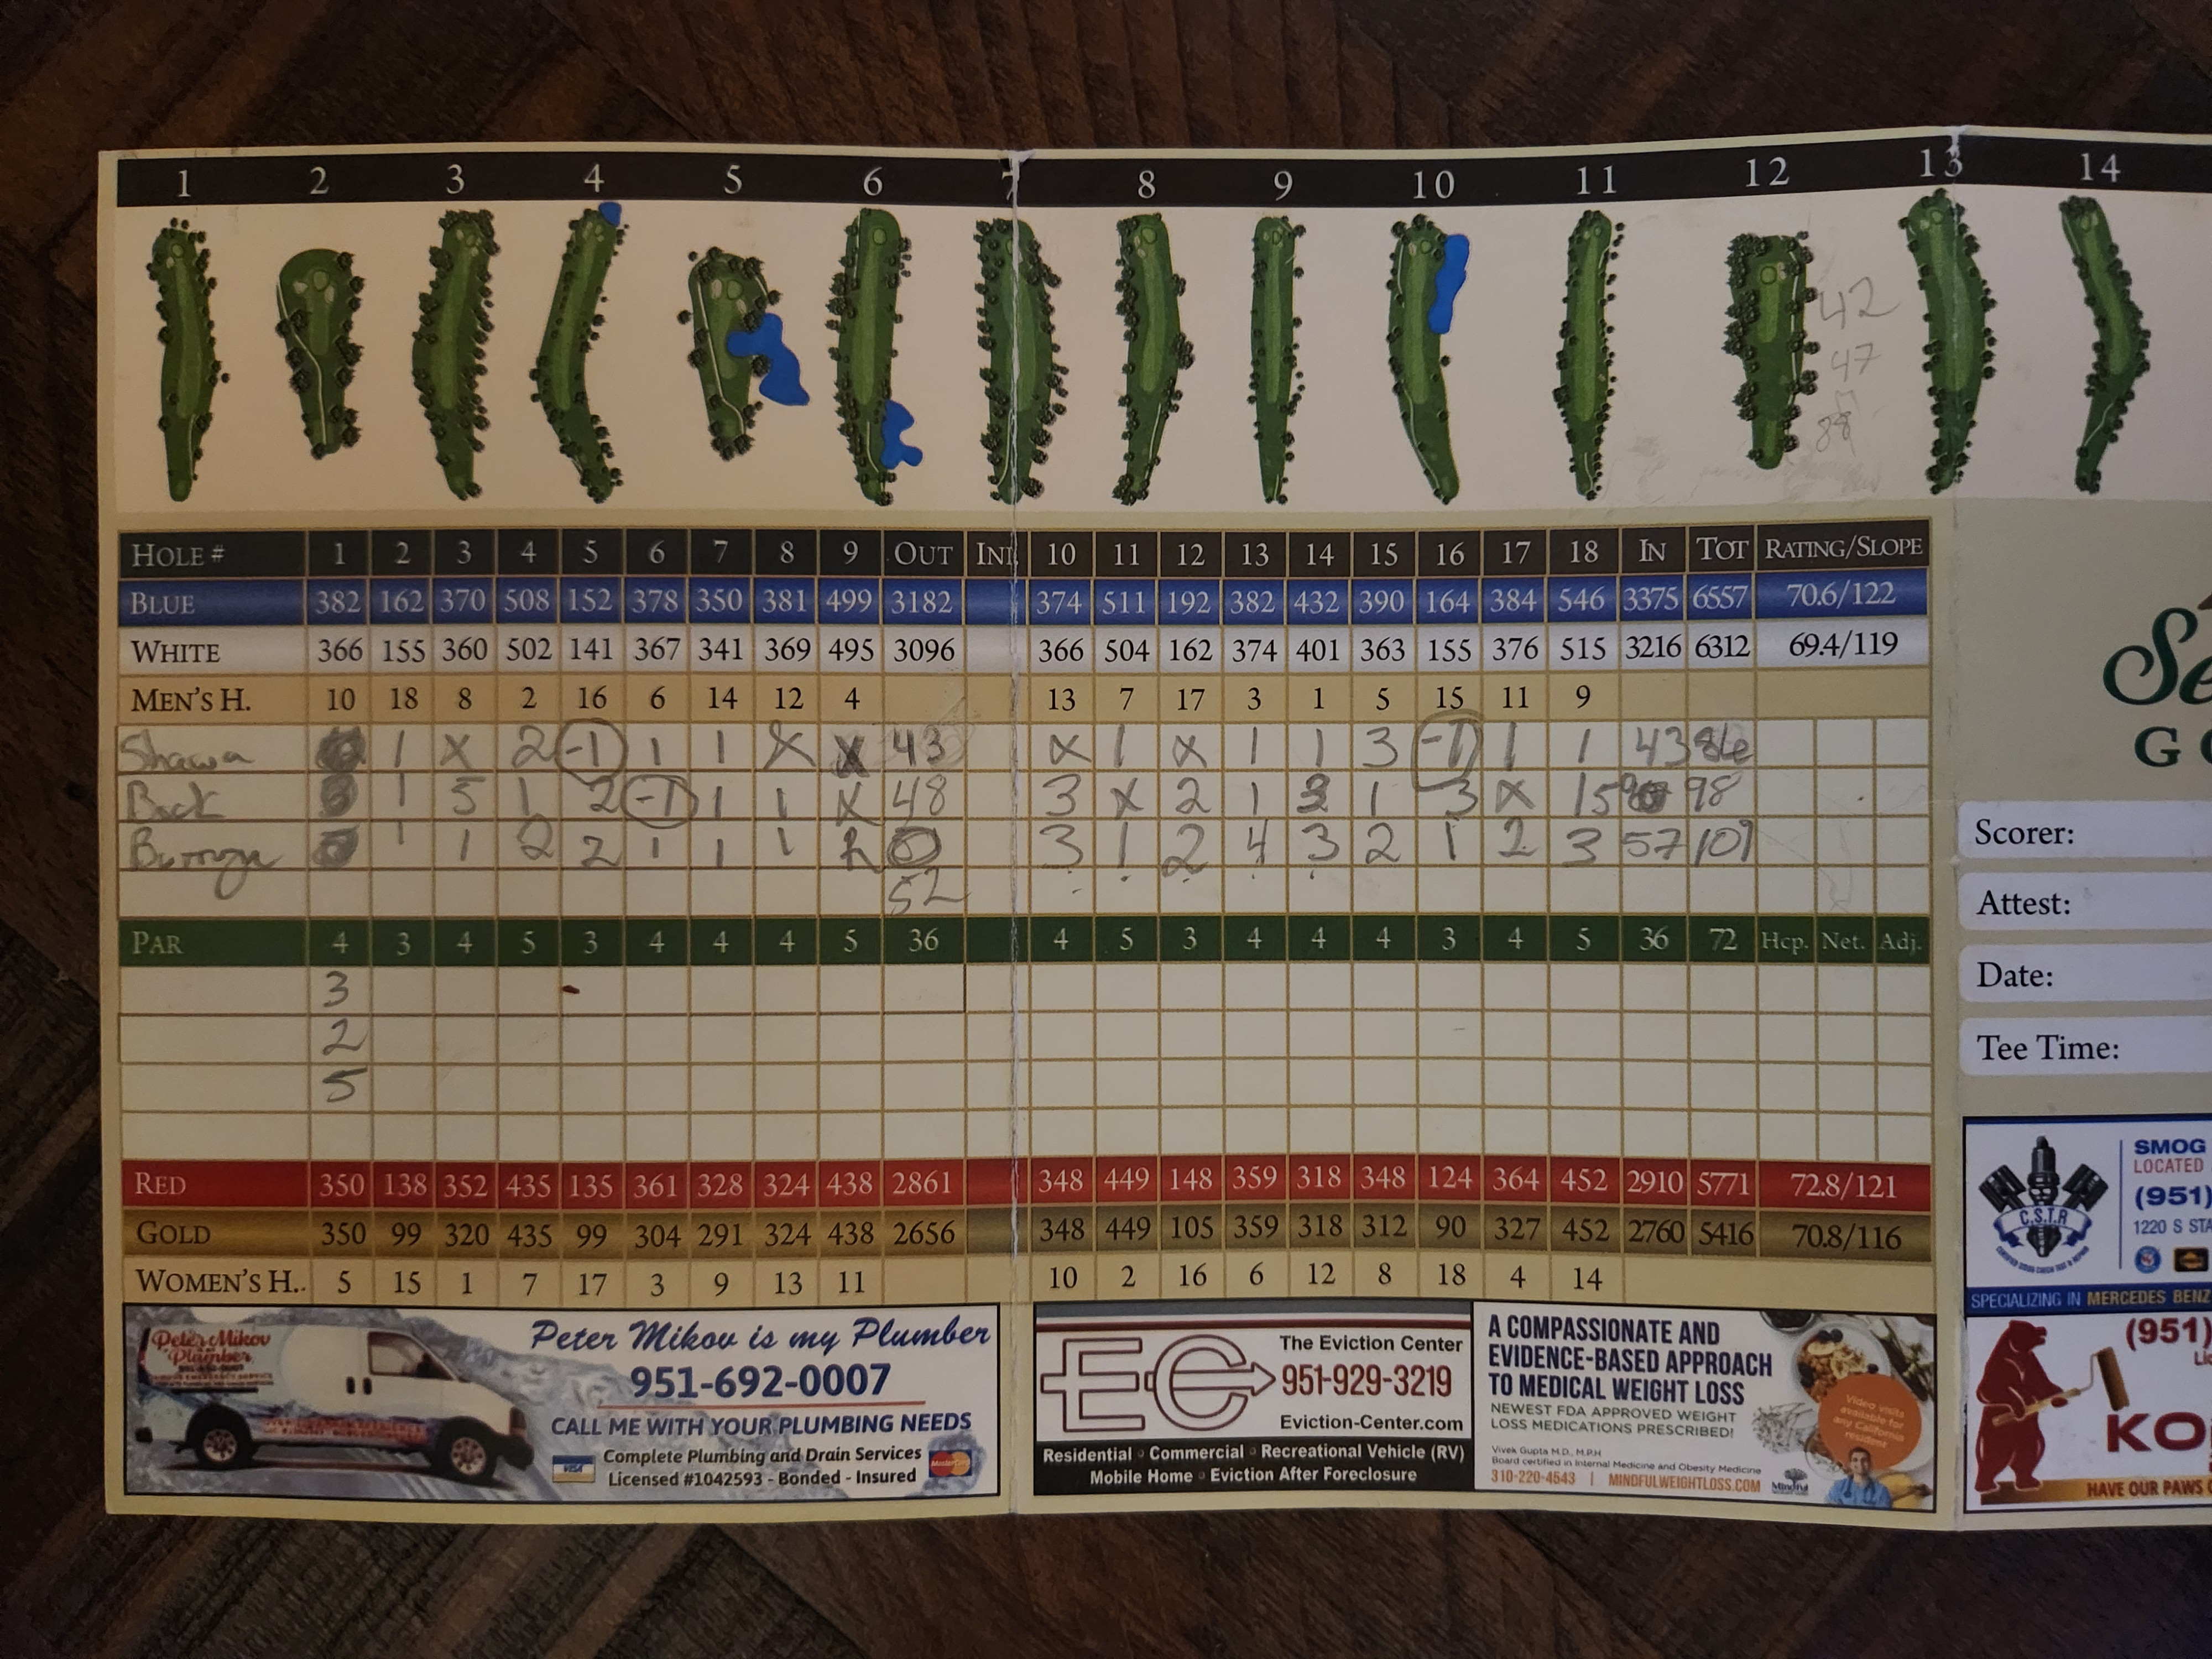 1 2 3 4 5 6 7 8 9 10 11 12 13 14
42
47
88
HOLE # 1 2 3 4 5 6 7 8 9 OUT INI. 10 11 12 13 14 15 16 17 18 IN TOT RATING/SLOPE
BLUE 382 162 370 508 152 378 350 381 499 3182 374 511 192 382 432 390 164 384 546 3375 6557 70.6/122
WHITE 366 155 360 502 141 367 341 369 495 3096 366 504 162 374 401 363 155 376 515 3216 6312 69.4/119
MEN'S H. 10 18 8 2 16 6 14 12 4 13 7 17 3 1 5 15 11 9
Shawn 1 X 2 -1 1 1 X X 43 X 1 X 1 1 3 -1 1 1 43 86
Bock 1 3 1 2 -1 1 1 X 48 3 X 2 1 3 1 3 X 1 50 98
1 1 2 2 1 1 1 3 1 2 4 3 2 1 2 3 57 109
52
PAR 4 3 4 5 3 4 4 4 5 36 4 5 3 4 4 4 3 4 5 36 72 Hcp. Net. Adj.
3
2
5
RED 350 138 352 435 135 361 328 324 438 2861 348 449 148 359 318 348 124 364 452 2910 5771 72.8/121
GOLD 350 99 320 435 99 304 291 324 438 2656 348 449 105 359 318 312 90 327 452 2760 5416 70.8/116
WOMEN'S H.. 5 15 1 7 17 3 9 13 11 10 2 16 6 12 8 18 4 14
Se
G
Scorer:
Attest:
Date:
Tee Time:
Peter Mikov
Plumber
Peter Mikov is my Plumber
951-692-0007
CALL ME WITH YOUR PLUMBING NEEDS
Complete Plumbing and Drain Services
Licensed #1042593 - Bonded - Insured
VISA
MasterCard
EC
The Eviction Center
951-929-3219
Eviction-Center.com
Residential ◦ Commercial ◦ Recreational Vehicle (RV)
Mobile Home ◦ Eviction After Foreclosure
A COMPASSIONATE AND
EVIDENCE-BASED APPROACH
TO MEDICAL WEIGHT LOSS
NEWEST FDA APPROVED WEIGHT
LOSS MEDICATIONS PRESCRIBED!
Vivek Gupta M.D., M.P.H
Board certified in Internal Medicine and Obesity Medicine
310-220-4543 | MINDFULWEIGHTLOSS.COM
Mindful
Video visits
available for
any California
resident
C.S.T.R
SMOG
LOCATED
(951)
1220 S STA
SPECIALIZING IN MERCEDES BENZ
(951)
KO
HAVE OUR PAWS